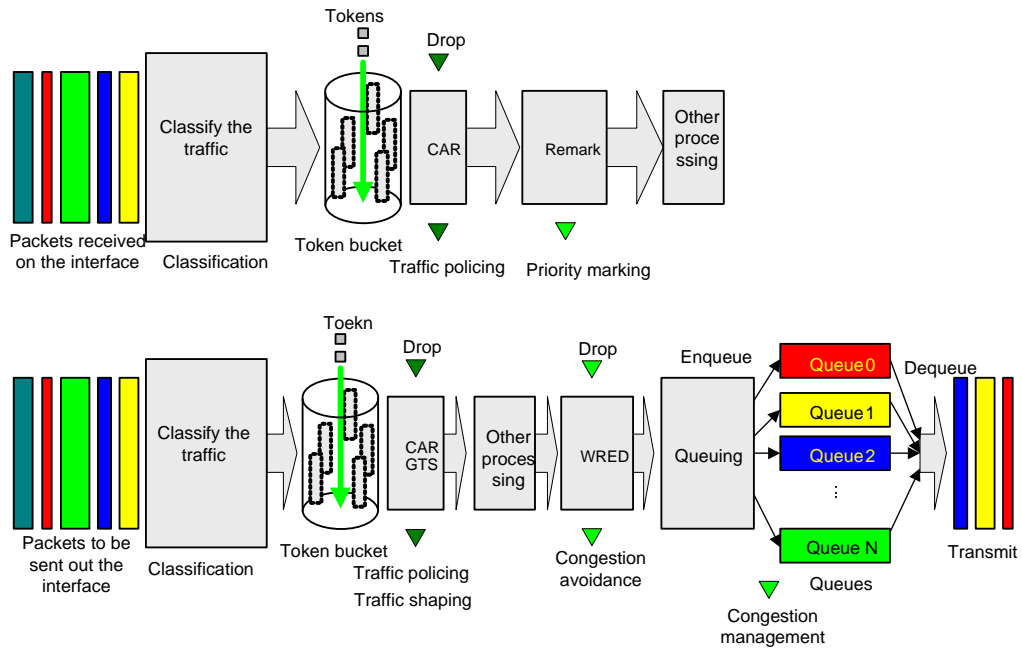 Tokens
Drop
Classify the
traffic
CAR
Remark
Other
proce
ssing
Packets received
on the interface
Classification
Token bucket
Traffic policing
Priority marking
Toekn
Drop
Drop
Enqueue
Dequeue
Classify the
traffic
CAR
GTS
Other
proces
sing
WRED
Queuing
Queue 0
Queue 1
Queue 2
...
Queue N
Packets to be
sent out the
interface
Classification
Token bucket
Traffic policing
Traffic shaping
Congestion
avoidance
Queues
Transmit
Congestion
management